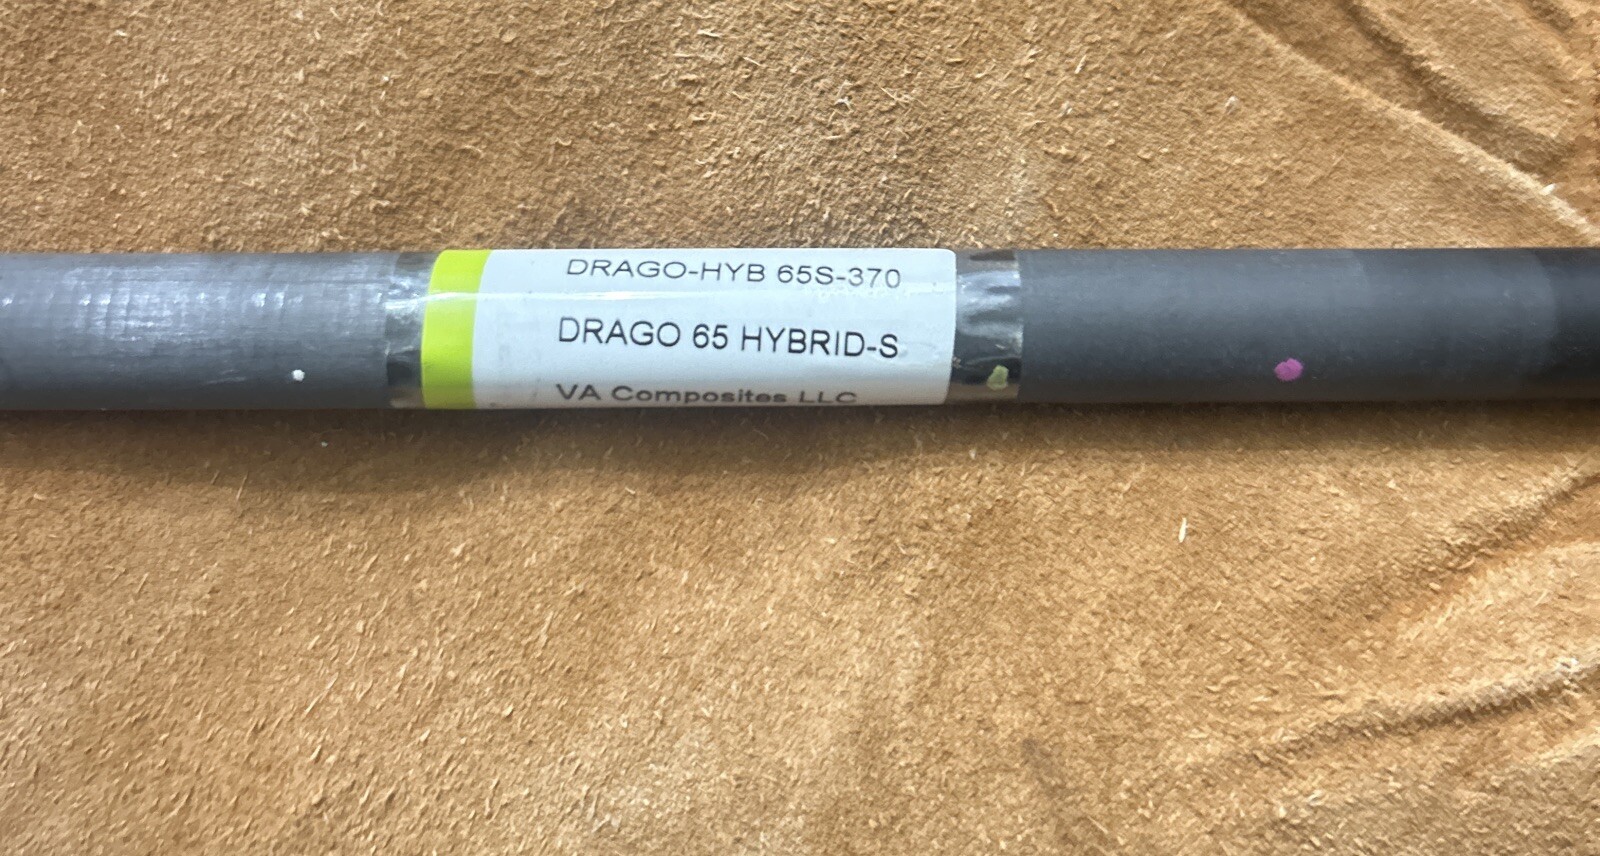 DRAGO-HYB 65S-370
DRAGO 65 HYBRID-S
VA Composites LLC